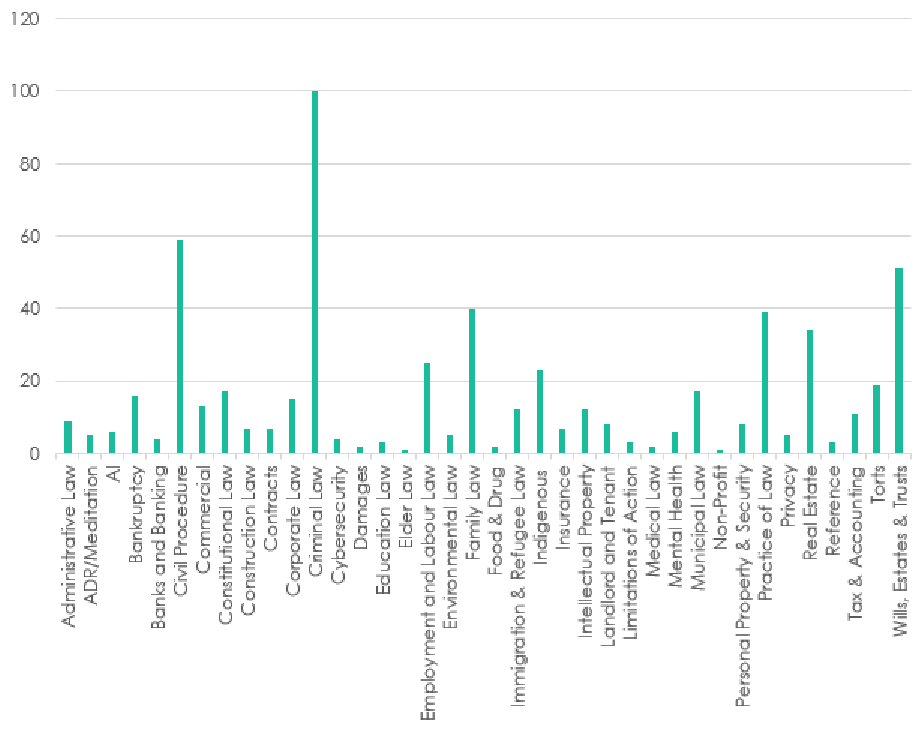 120
100
80
60
40
20
0
Administrative Law
ADR/Meditation
AI
Bankruptcy
Banks and Banking
Civil Procedure
Commercial
Constitutional Law
Construction Law
Contracts
Corporate Law
Criminal Law
Cybersecurity
Damages
Education Law
Elder Law
Employment and Labour Law
Environmental Law
Family Law
Food & Drug
Immigration & Refugee Law
Indigenous
Insurance
Intellectual Property
Landlord and Tenant
Limitations of Action
Medical Law
Mental Health
Municipal Law
Non-Profit
Personal Property & Security
Practice of Law
Privacy
Real Estate
Reference
Tax & Accounting
Torts
Wills, Estates & Trusts